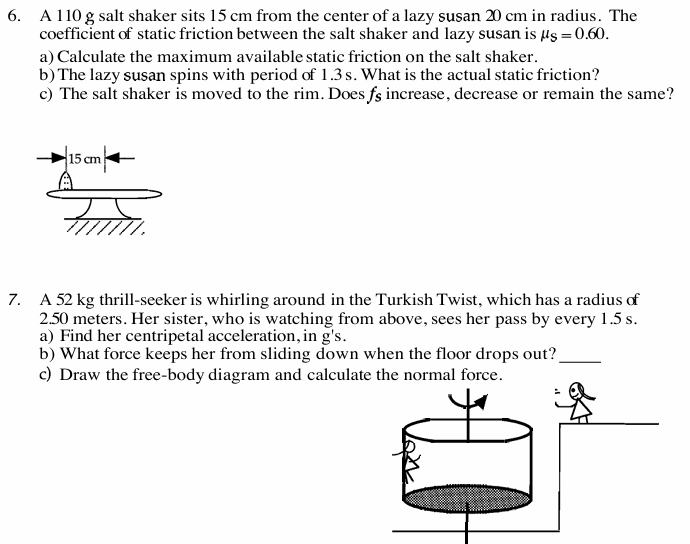 6. A 110 g salt shaker sits 15 cm from the center of a lazy susan 20 cm in radius. The
coefficient of static friction between the salt shaker and lazy susan is μs = 0.60.
a) Calculate the maximum available static friction on the salt shaker.
b) The lazy susan spins with period of 1.3 s. What is the actual static friction?
c) The salt shaker is moved to the rim. Does fs increase, decrease or remain the same?
15 cm
7. A 52 kg thrill-seeker is whirling around in the Turkish Twist, which has a radius of
2.50 meters. Her sister, who is watching from above, sees her pass by every 1.5 s.
a) Find her centripetal acceleration, in g's.
b) What force keeps her from sliding down when the floor drops out? _____
c) Draw the free-body diagram and calculate the normal force.